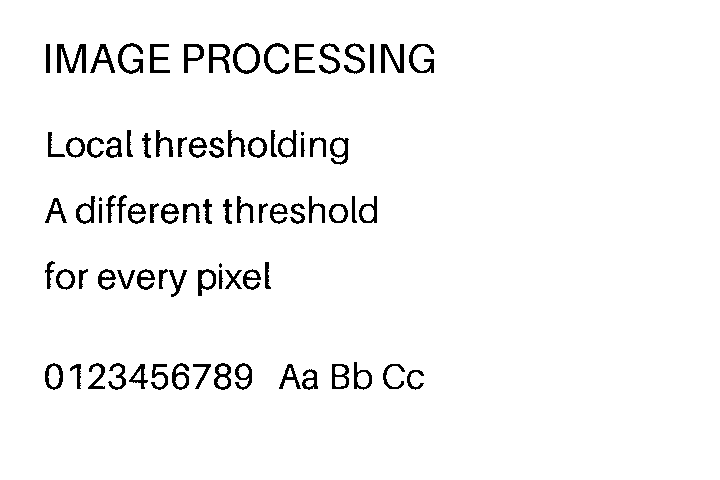 IMAGE PROCESSING
Local thresholding
A different threshold
for every pixel
0123456789 Aa Bb Cc